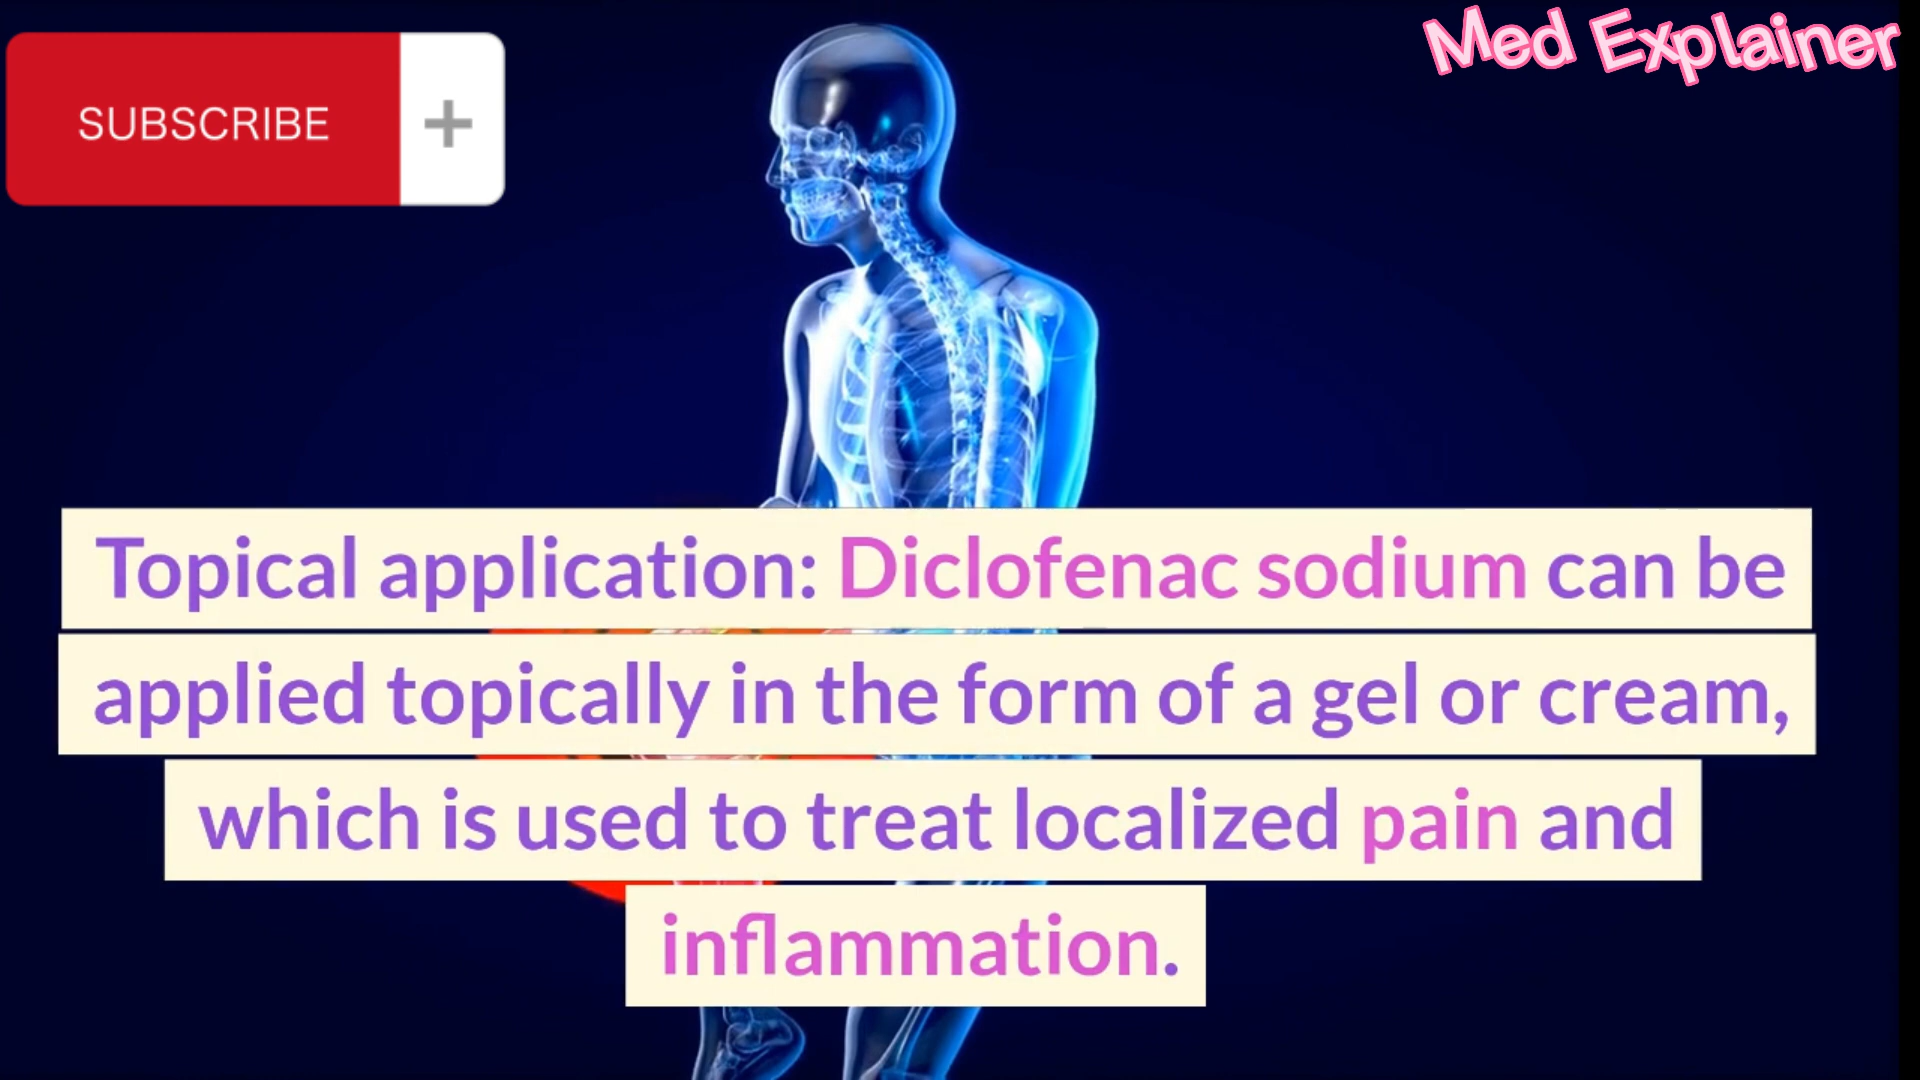 Med Explainer
SUBSCRIBE
Topical application: Diclofenac sodium can be
applied topically in the form of a gel or cream,
which is used to treat localized pain and
inflammation.